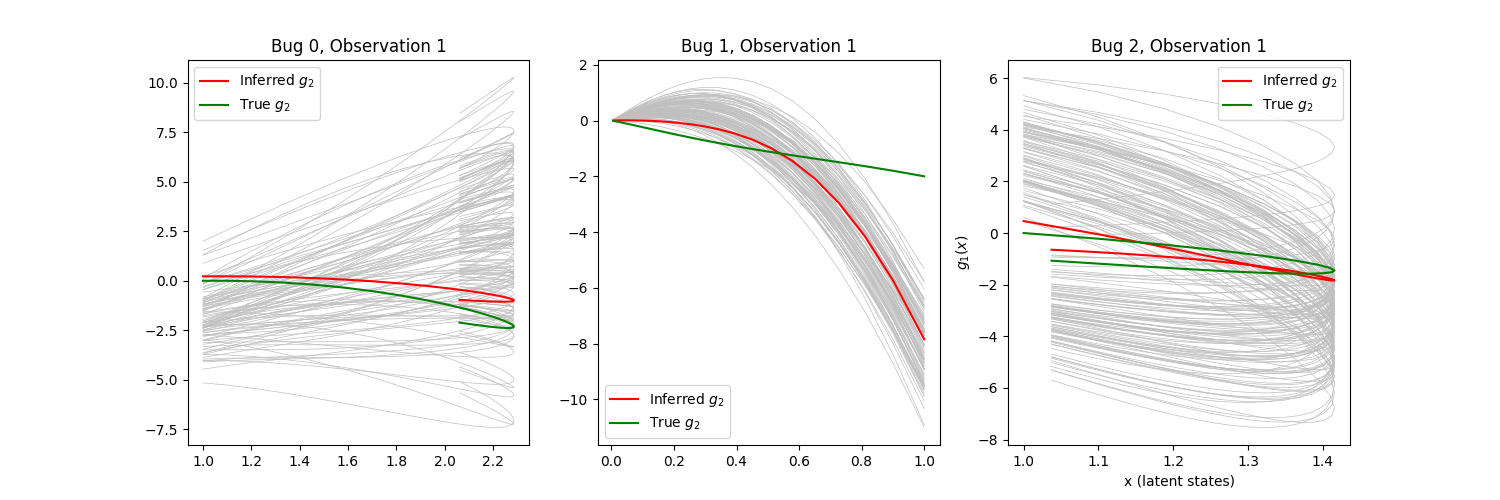 Bug 0, Observation 1
Inferred g₂
True g₂
10.0
7.5
5.0
2.5
0.0
−2.5
−5.0
−7.5
1.0 1.2 1.4 1.6 1.8 2.0 2.2
Bug 1, Observation 1
2
0
−2
−4
−6
−8
−10
Inferred g₂
True g₂
0.0 0.2 0.4 0.6 0.8 1.0
Bug 2, Observation 1
Inferred g₂
True g₂
g₁(x)
6
4
2
0
−2
−4
−6
−8
1.0 1.1 1.2 1.3 1.4
x (latent states)